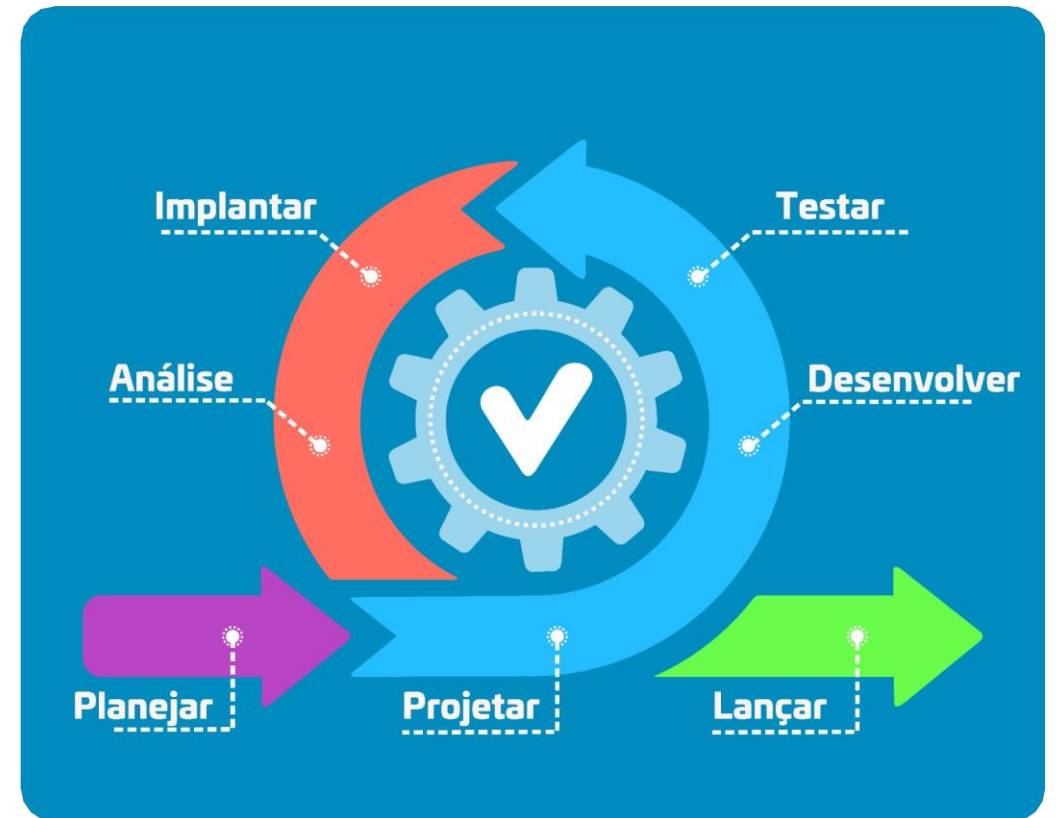 Implantar
Testar
Análise
Desenvolver
Planejar
Projetar
Lançar